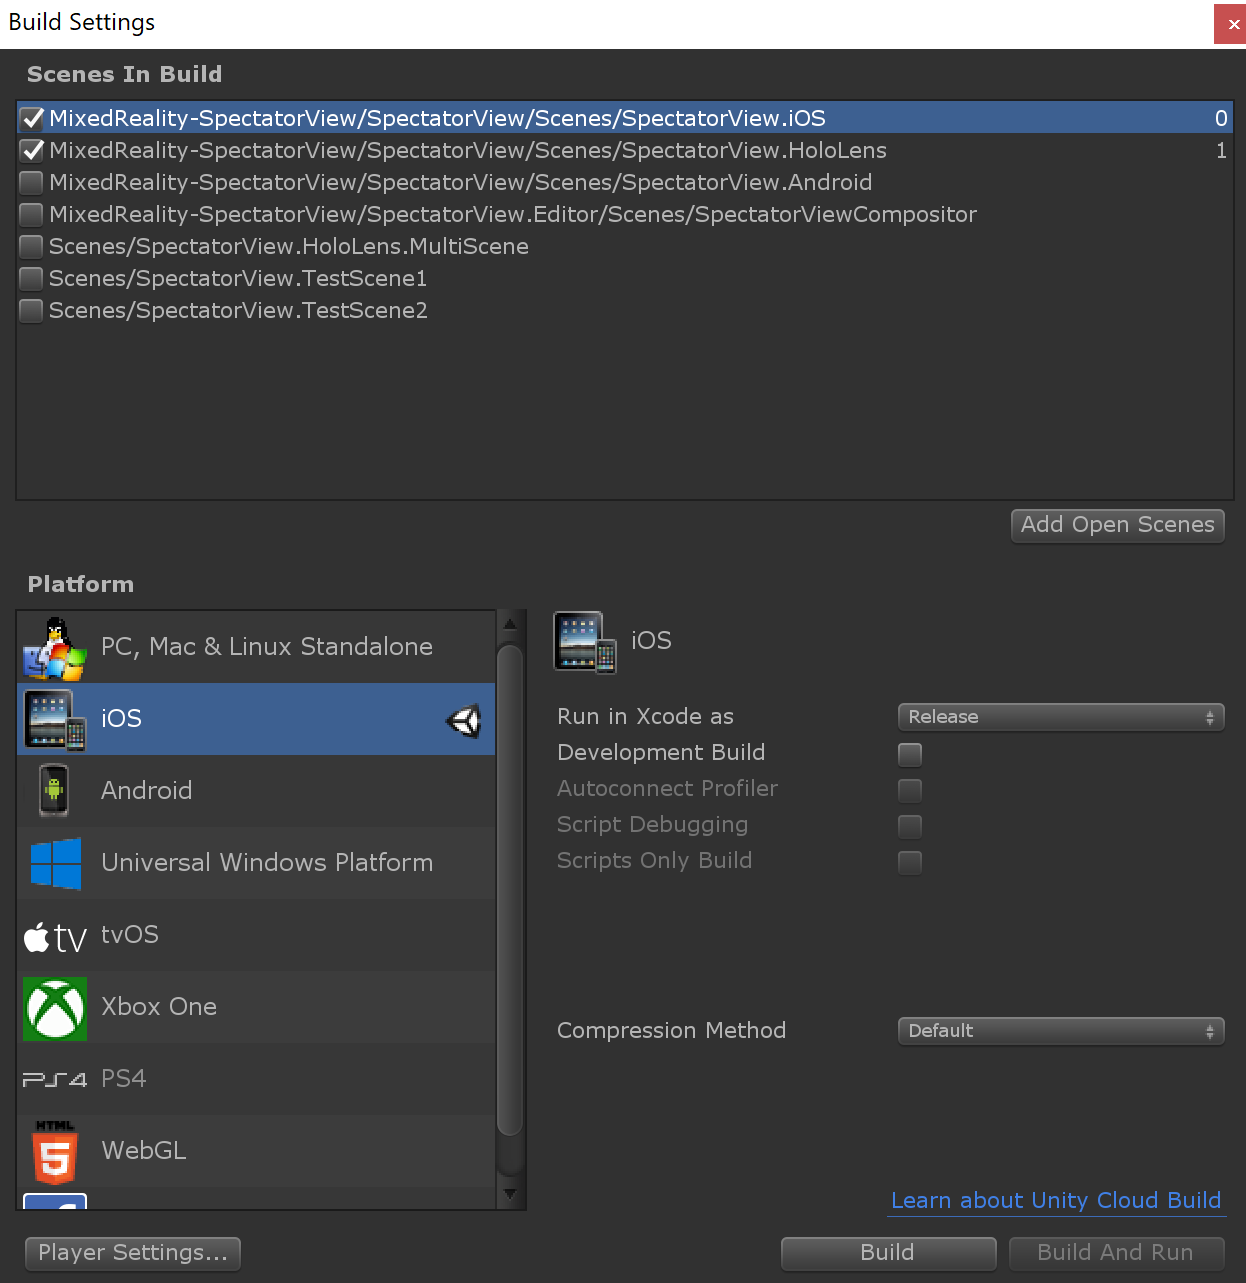 Build Settings
Scenes In Build
MixedReality-SpectatorView/SpectatorView/Scenes/SpectatorView.iOS 0
MixedReality-SpectatorView/SpectatorView/Scenes/SpectatorView.HoloLens 1
MixedReality-SpectatorView/SpectatorView/Scenes/SpectatorView.Android
MixedReality-SpectatorView/SpectatorView.Editor/Scenes/SpectatorViewCompositor
Scenes/SpectatorView.HoloLens.MultiScene
Scenes/SpectatorView.TestScene1
Scenes/SpectatorView.TestScene2
Add Open Scenes
Platform
PC, Mac & Linux Standalone
iOS
Android
Universal Windows Platform
tv tvOS
Xbox One
PS4 PS4
HTML
5 WebGL
iOS
Run in Xcode as Release
Development Build
Autoconnect Profiler
Script Debugging
Scripts Only Build
Compression Method Default
Learn about Unity Cloud Build
Player Settings...
Build
Build And Run